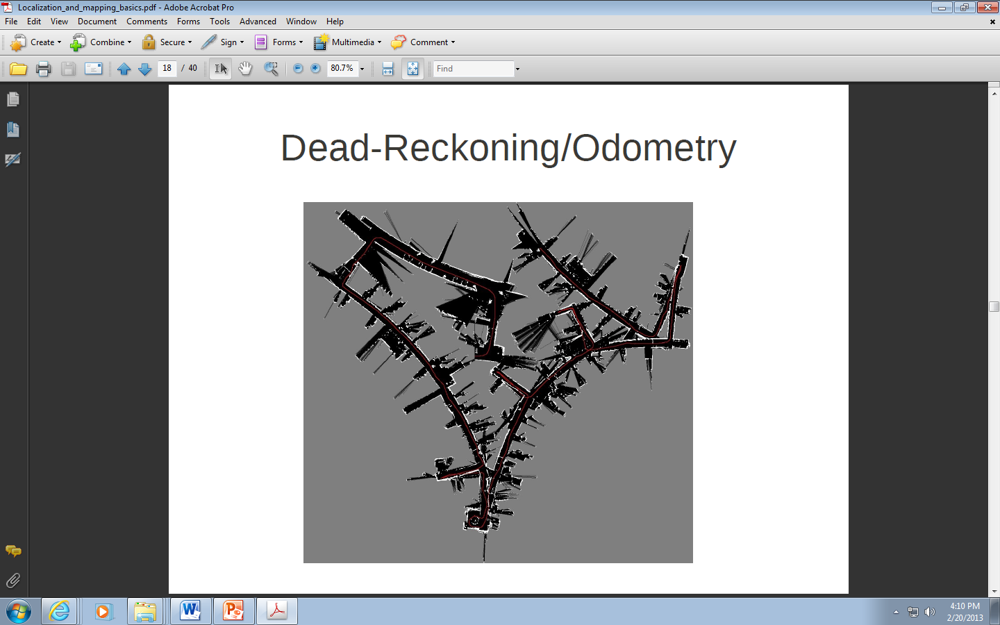 Localization_and_mapping_basics.pdf - Adobe Acrobat Pro
File Edit View Document Comments Forms Tools Advanced Window Help
Create Combine Secure Sign Forms Multimedia Comment
18 / 40 80.7% Find
Dead-Reckoning/Odometry
4:10 PM
2/20/2013